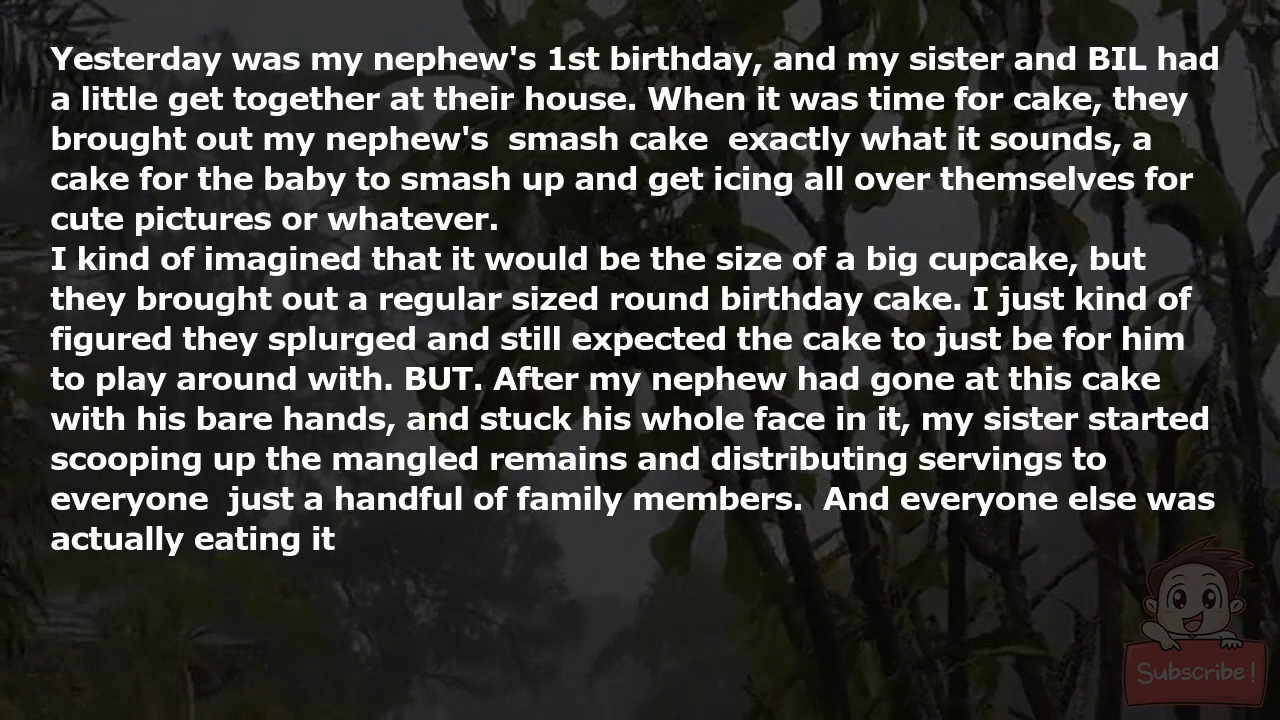 Yesterday was my nephew's 1st birthday, and my sister and BIL had
a little get together at their house. When it was time for cake, they
brought out my nephew's  smash cake  exactly what it sounds, a
cake for the baby to smash up and get icing all over themselves for
cute pictures or whatever.
I kind of imagined that it would be the size of a big cupcake, but
they brought out a regular sized round birthday cake. I just kind of
figured they splurged and still expected the cake to just be for him
to play around with. BUT. After my nephew had gone at this cake
with his bare hands, and stuck his whole face in it, my sister started
scooping up the mangled remains and distributing servings to
everyone  just a handful of family members.  And everyone else was
actually eating it
Subscribe!